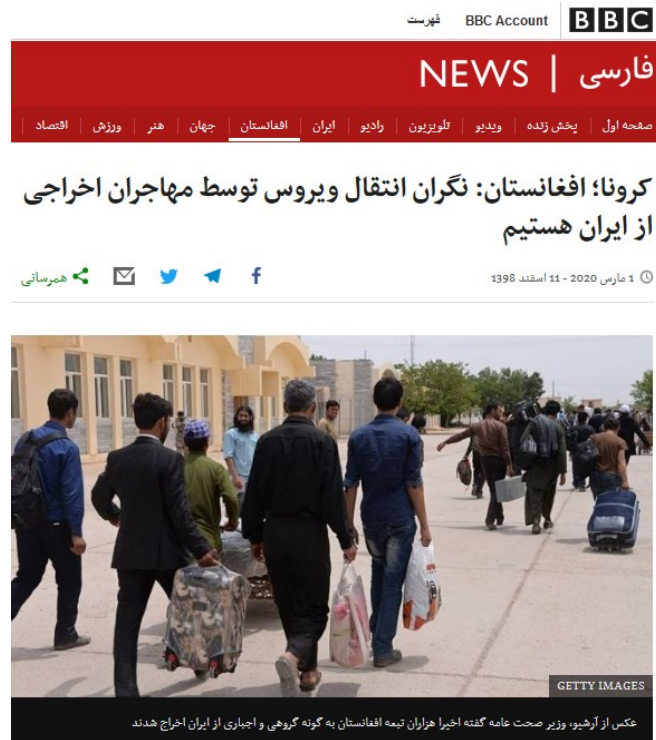 فهرست BBC Account BBC
NEWS | فارسی
صفحه اول | پخش زنده | ویدیو | تلویزیون | رادیو | ایران | افغانستان | جهان | هنر | ورزش | اقتصاد
کرونا؛ افغانستان: نگران انتقال ویروس توسط مهاجران اخراجی
از ایران هستیم
1 مارس 2020 - 11 اسفند 1398
همرسانی
GETTY IMAGES
عکس از آرشیو، وزیر صحت عامه گفته اخیرا هزاران تبعه افغانستان به گونه گروهی و اجباری از ایران اخراج شدند